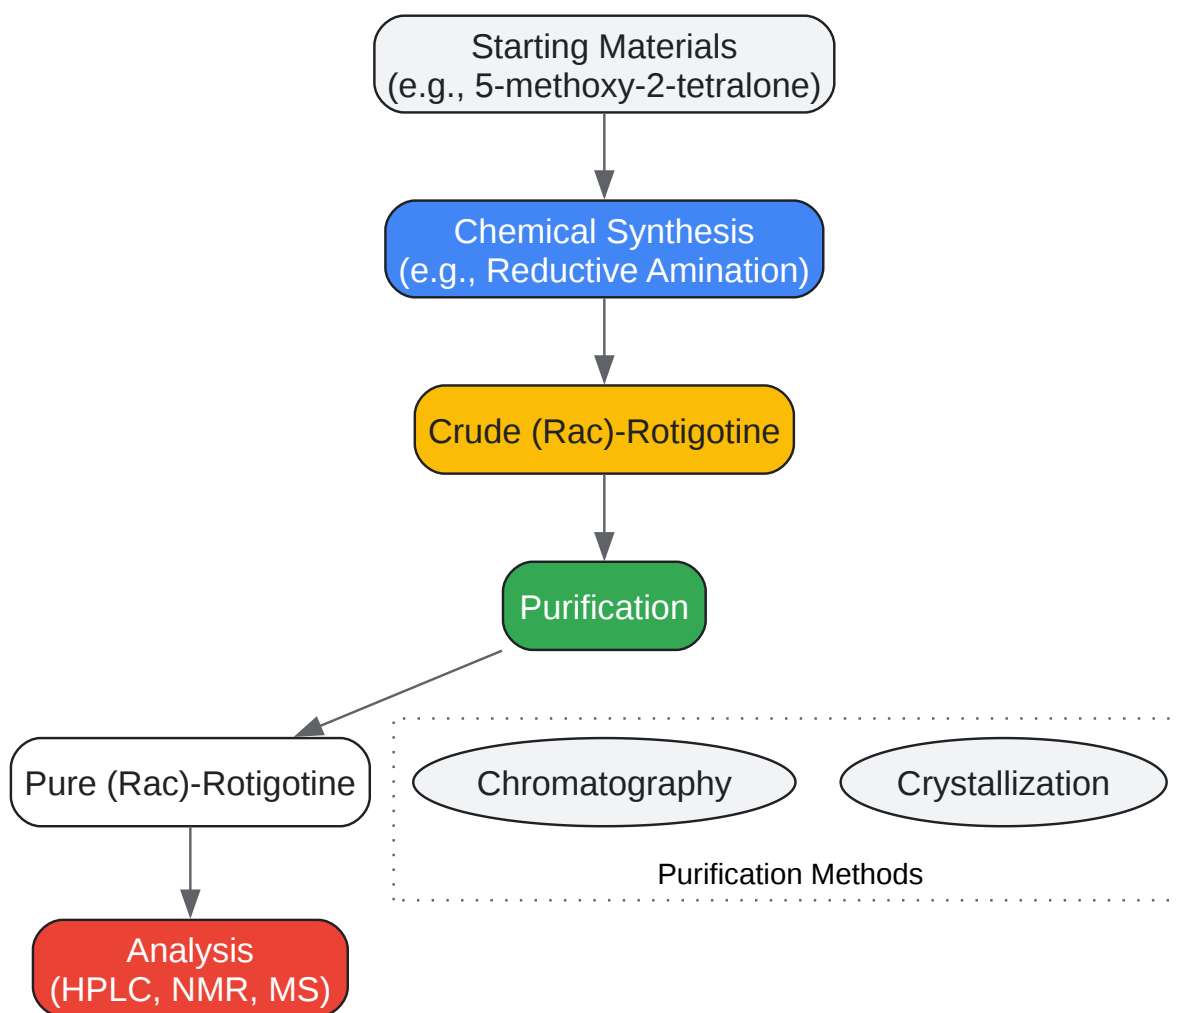 Starting Materials
(e.g., 5-methoxy-2-tetralone)
Chemical Synthesis
(e.g., Reductive Amination)
Crude (Rac)-Rotigotine
Purification
Pure (Rac)-Rotigotine
Chromatography
Crystallization
Purification Methods
Analysis
(HPLC, NMR, MS)